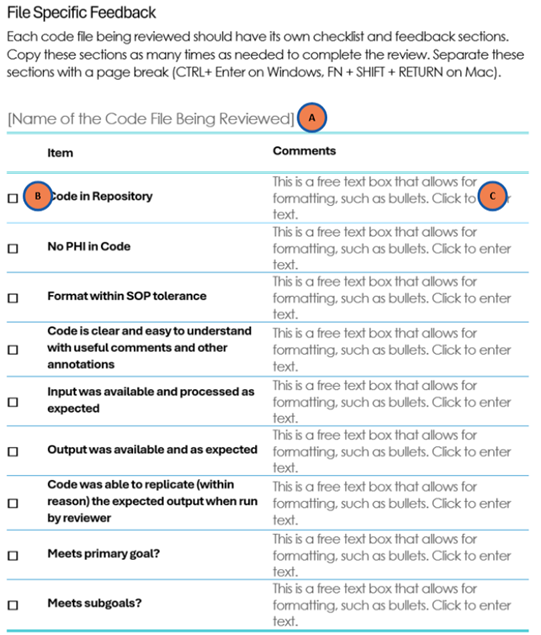 File Specific Feedback
Each code file being reviewed should have its own checklist and feedback sections.
Copy these sections as many times as needed to complete the review. Separate these
sections with a page break (CTRL+ Enter on Windows, FN + SHIFT + RETURN on Mac).
[Name of the Code File Being Reviewed] A
Item Comments
This is a free text box that allows for
B Code in Repository formatting, such as bullets. Click to C
text.
This is a free text box that allows for
No PHI in Code formatting, such as bullets. Click to enter
text.
This is a free text box that allows for
Format within SOP tolerance formatting, such as bullets. Click to enter
text.
Code is clear and easy to understand This is a free text box that allows for
with useful comments and other formatting, such as bullets. Click to enter
annotations text.
This is a free text box that allows for
Input was available and processed as formatting, such as bullets. Click to enter
expected text.
This is a free text box that allows for
Output was available and as expected formatting, such as bullets. Click to enter
text.
Code was able to replicate (within This is a free text box that allows for
reason) the expected output when run formatting, such as bullets. Click to enter
by reviewer text.
This is a free text box that allows for
Meets primary goal? formatting, such as bullets. Click to enter
text.
This is a free text box that allows for
Meets subgoals? formatting, such as bullets. Click to enter
text.